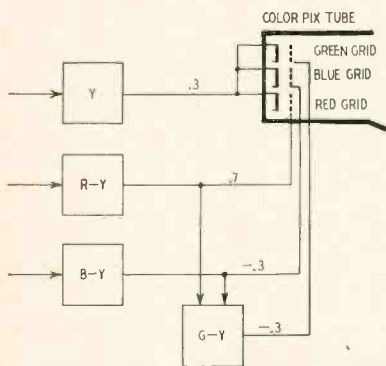 COLOR PIX TUBE
GREEN GRID
BLUE GRID
RED GRID
Y
.3
R-Y
.7
B-Y
-.3
G-Y
-.3